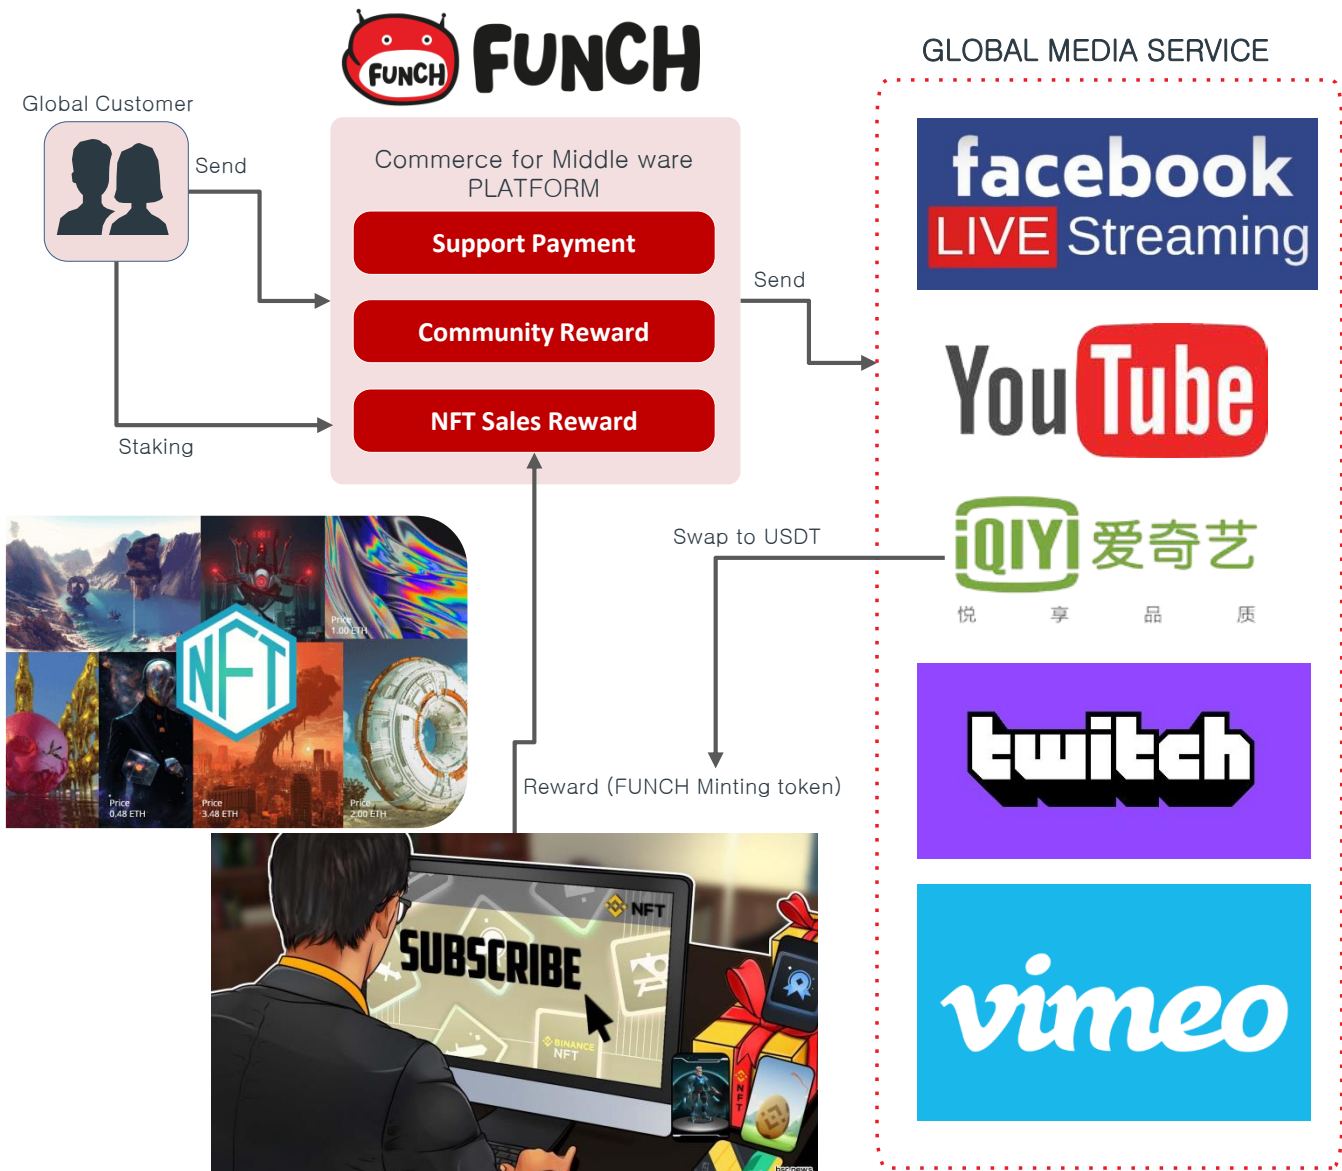 FUNCH
FUNCH
GLOBAL MEDIA SERVICE
Global Customer
Send
Commerce for Middle ware
PLATFORM
Support Payment
Community Reward
NFT Sales Reward
Staking
Send
facebook
LIVE Streaming
YouTube
Swap to USDT
iQIYI 爱奇艺
悦 享 品 质
twitch
vimeo
Price
1.00 ETH
NFT
Price
0.48 ETH
Price
3.48 ETH
Price
2.00 ETH
Reward (FUNCH Minting token)
NFT
SUBSCRIBE
BINANCE
NFT
NFT
bsc.news